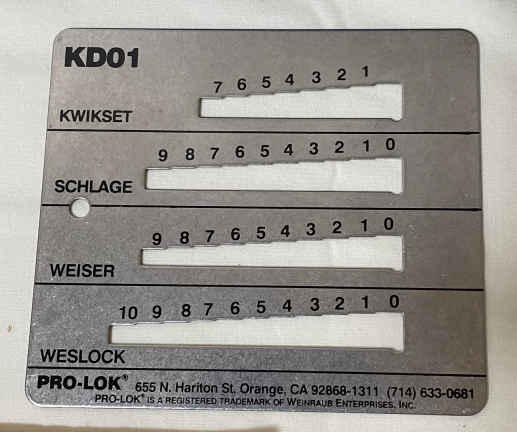 KD01
7 6 5 4 3 2 1
KWIKSET
9 8 7 6 5 4 3 2 1 0
SCHLAGE
9 8 7 6 5 4 3 2 1 0
WEISER
10 9 8 7 6 5 4 3 2 1 0
WESLOCK
PRO-LOK® 655 N. Hariton St. Orange, CA 92868-1311 (714) 633-0681
PRO-LOK® IS A REGISTERED TRADEMARK OF WEINRAUB ENTERPRISES, INC.